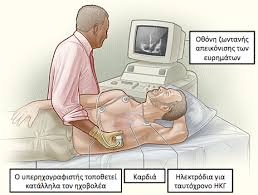 Οθόνη ζωντανής
απεικόνισης των
ευρημάτων
Ο υπερηχογραφιστής τοποθετεί
κατάλληλα τον ηχοβολέα
Καρδιά
Ηλεκτρόδια για
ταυτόχρονο ΗΚΓ